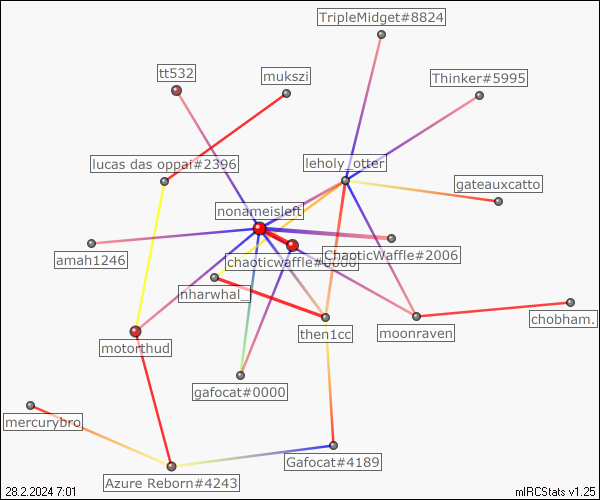 TripleMidget#8824
tt532
mukszi
Thinker#5995
lucas das oppai#2396
leholy_otter
gateauxcatto
nonameisleft
amah1246
chaoticwaffle#0000
ChaoticWaffle#2006
nharwhal_
then1cc
moonraven
chobham.
motorthud
gafocat#0000
mercurybro
Gafocat#4189
Azure Reborn#4243
28.2.2024 7:01
mIRCStats v1.25